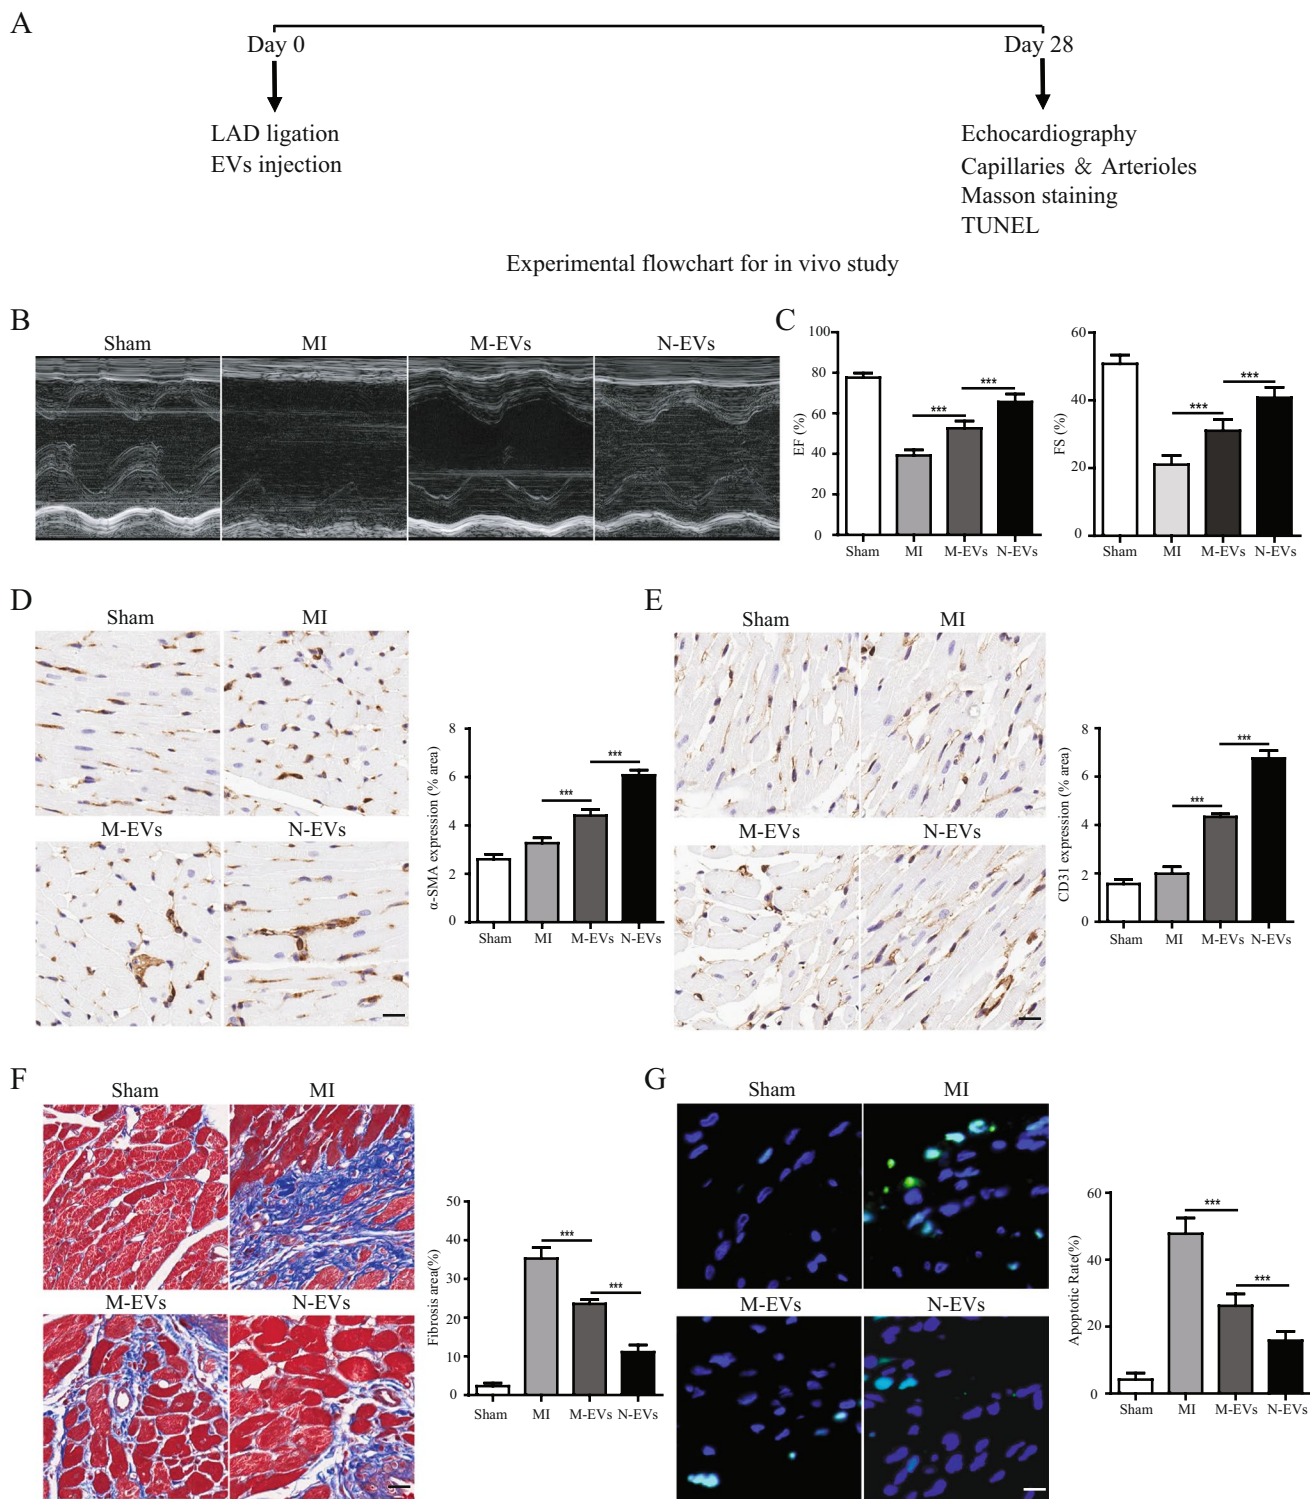 A
Day 0
Day 28
LAD ligation
EVs injection
Echocardiography
Capillaries & Arterioles
Masson staining
TUNEL
Experimental flowchart for in vivo study
B
Sham
MI
M-EVs
N-EVs
C
100
80
60
40
60
0
EF (%)
Sham
MI
M-EVs
N-EVs
***
***
60
40
20
0
FS (%)
Sham
MI
M-EVs
N-EVs
***
***
D
Sham
MI
M-EVs
N-EVs
8
6
4
2
0
α-SMA expression (% area)
Sham
MI
M-EVs
N-EVs
***
***
E
Sham
MI
M-EVs
N-EVs
8
6
4
2
0
CD31 expression (% area)
Sham
MI
M-EVs
N-EVs
***
***
F
Sham
MI
M-EVs
N-EVs
50
40
30
20
10
0
Fibrosis area(%)
Sham
MI
M-EVs
N-EVs
***
***
G
Sham
MI
M-EVs
N-EVs
60
40
20
0
Apoptotic Rate(%)
Sham
MI
M-EVs
N-EVs
***
***